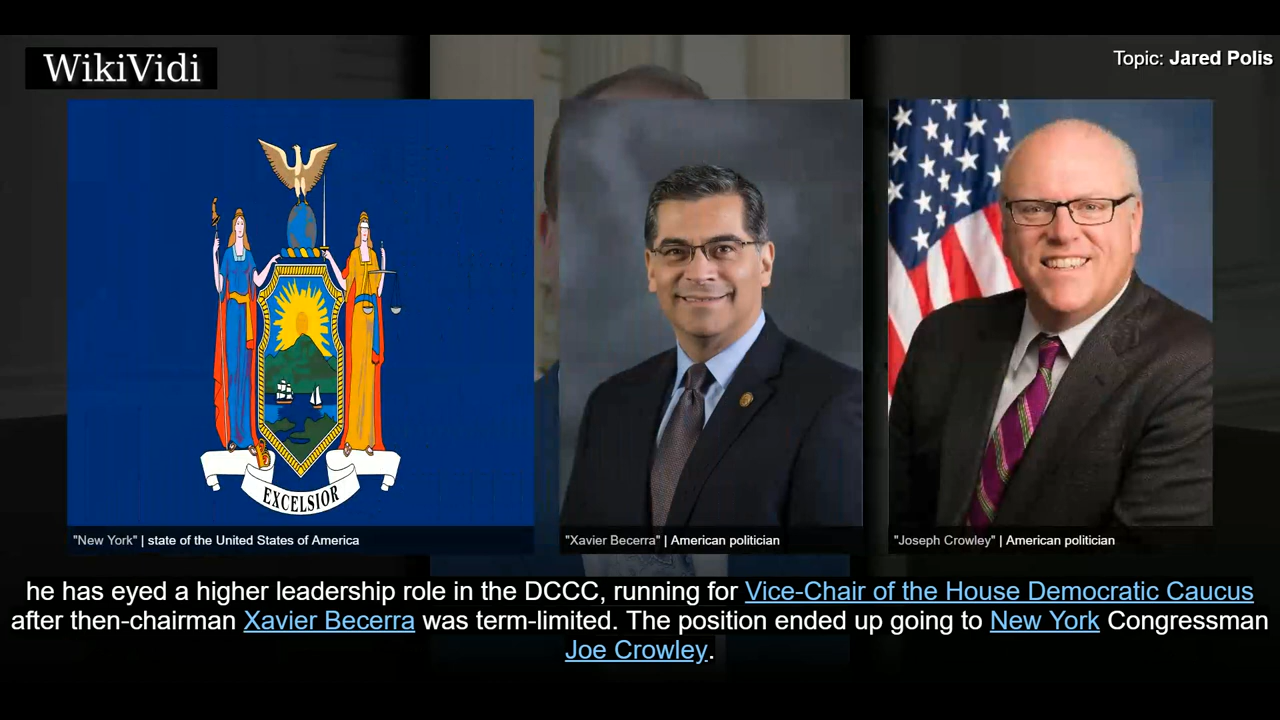 WikiVidi
Topic: Jared Polis
EXCELSIOR
"New York" | state of the United States of America
"Xavier Becerra" | American politician
"Joseph Crowley" | American politician
he has eyed a higher leadership role in the DCCC, running for Vice-Chair of the House Democratic Caucus
after then-chairman Xavier Becerra was term-limited. The position ended up going to New York Congressman
Joe Crowley.